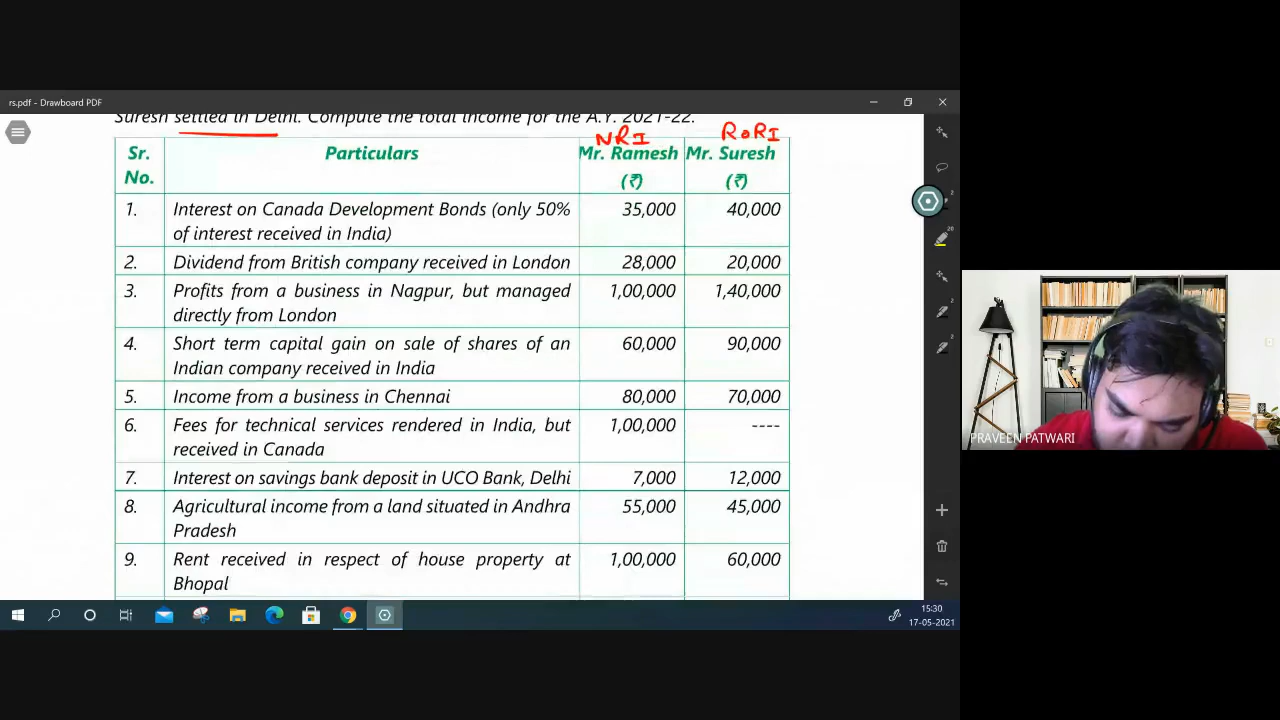 rs.pdf - Drawboard PDF
Suresh settled in Delhi. Compute the total income for the A.Y. 2021-22.
NRI RoRI
Sr. No. Particulars Mr. Ramesh (₹) Mr. Suresh (₹)
1. Interest on Canada Development Bonds (only 50% 35,000 40,000
of interest received in India)
2. Dividend from British company received in London 28,000 20,000
3. Profits from a business in Nagpur, but managed 1,00,000 1,40,000
directly from London
4. Short term capital gain on sale of shares of an 60,000 90,000
Indian company received in India
5. Income from a business in Chennai 80,000 70,000
6. Fees for technical services rendered in India, but 1,00,000 ----
received in Canada
7. Interest on savings bank deposit in UCO Bank, Delhi 7,000 12,000
8. Agricultural income from a land situated in Andhra 55,000 45,000
Pradesh
9. Rent received in respect of house property at 1,00,000 60,000
Bhopal
PRAVEEN PATWARI
15:30
17-05-2021